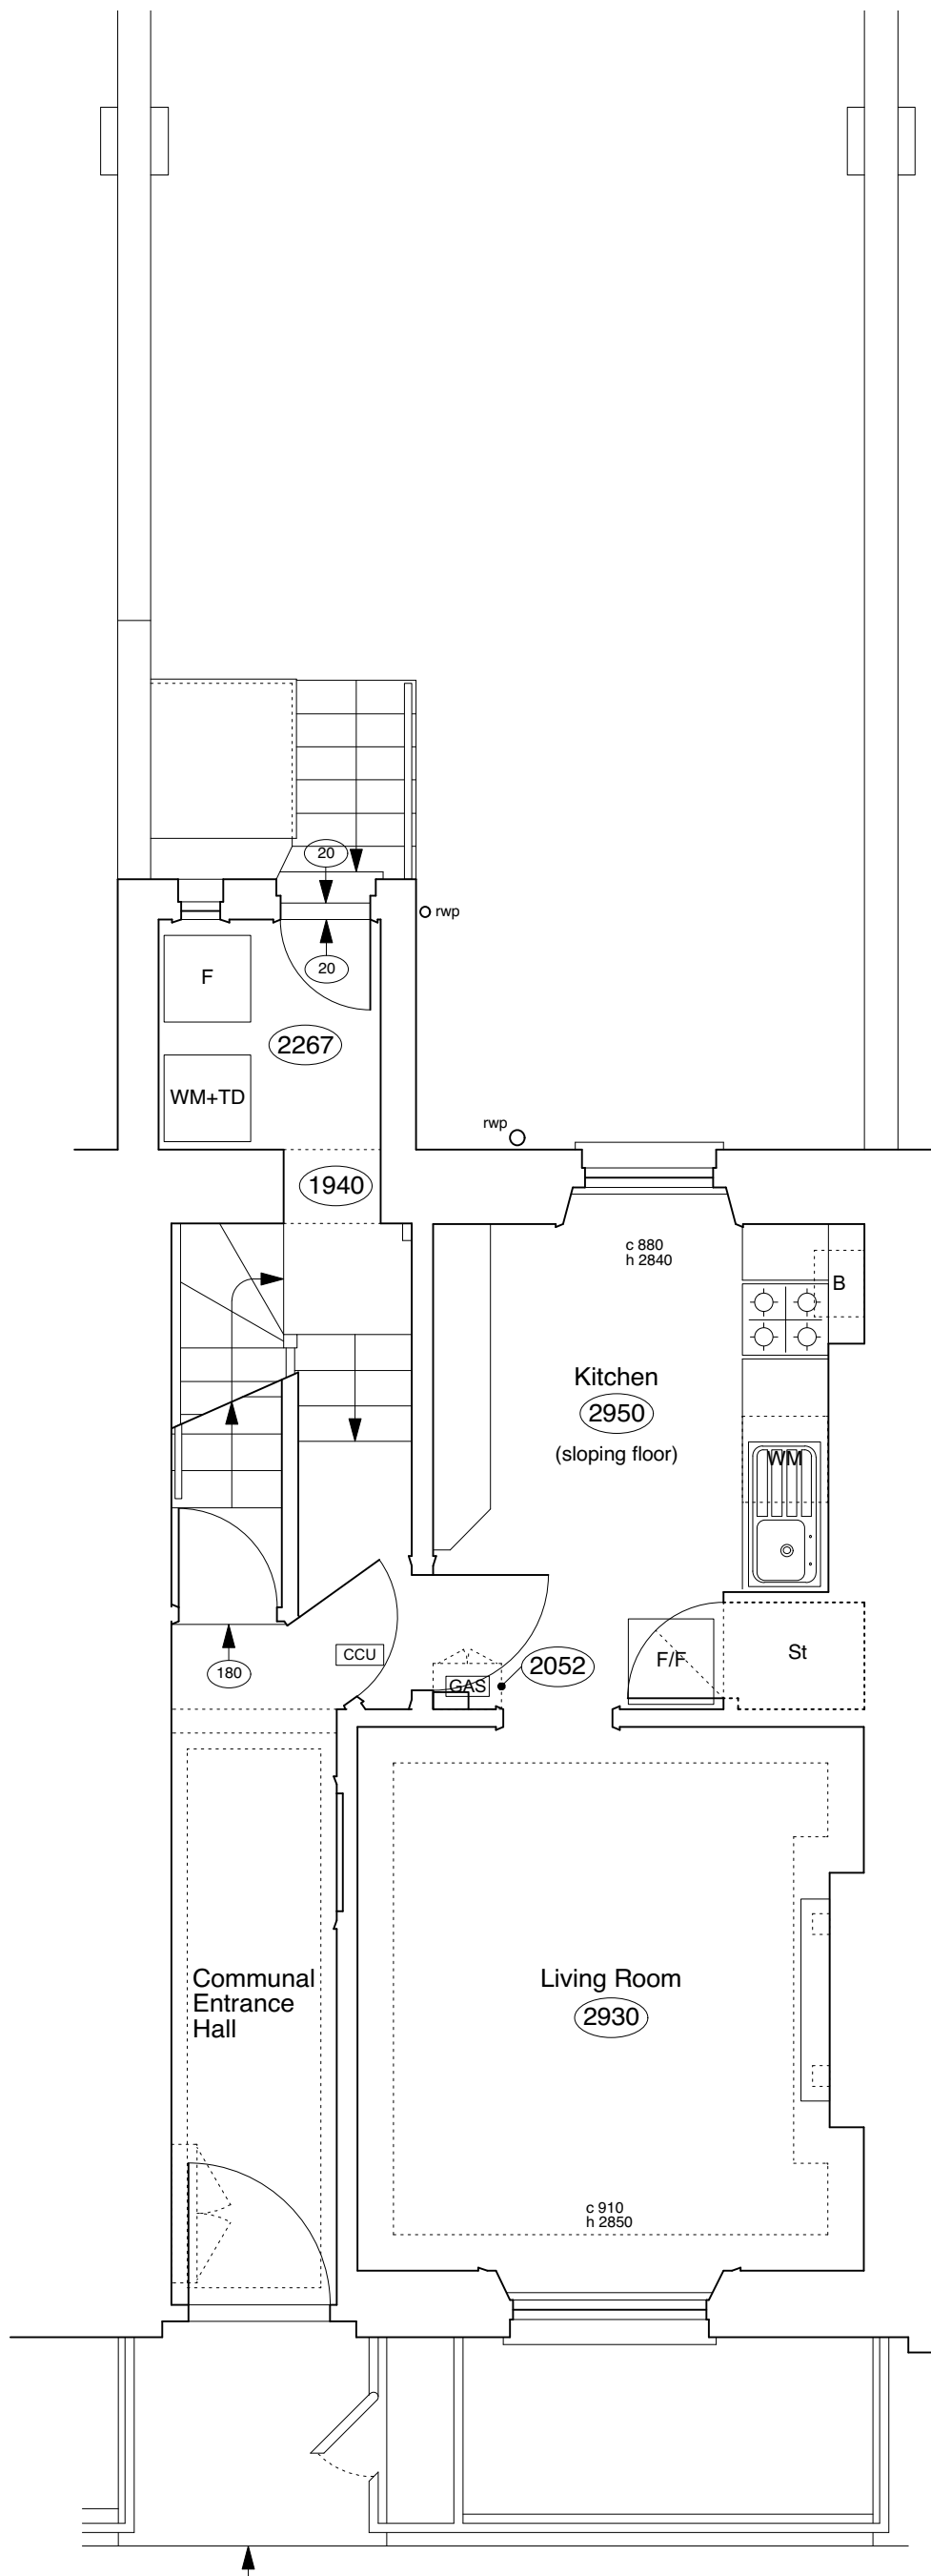 20
rwp
20
F
2267
WM+TD
rwp
1940
c 880
h 2840
B
Kitchen
2950
(sloping floor)
WM
CCU
180
GAS
2052
F/F
St
Communal
Entrance
Hall
Living Room
2930
c 910
h 2850